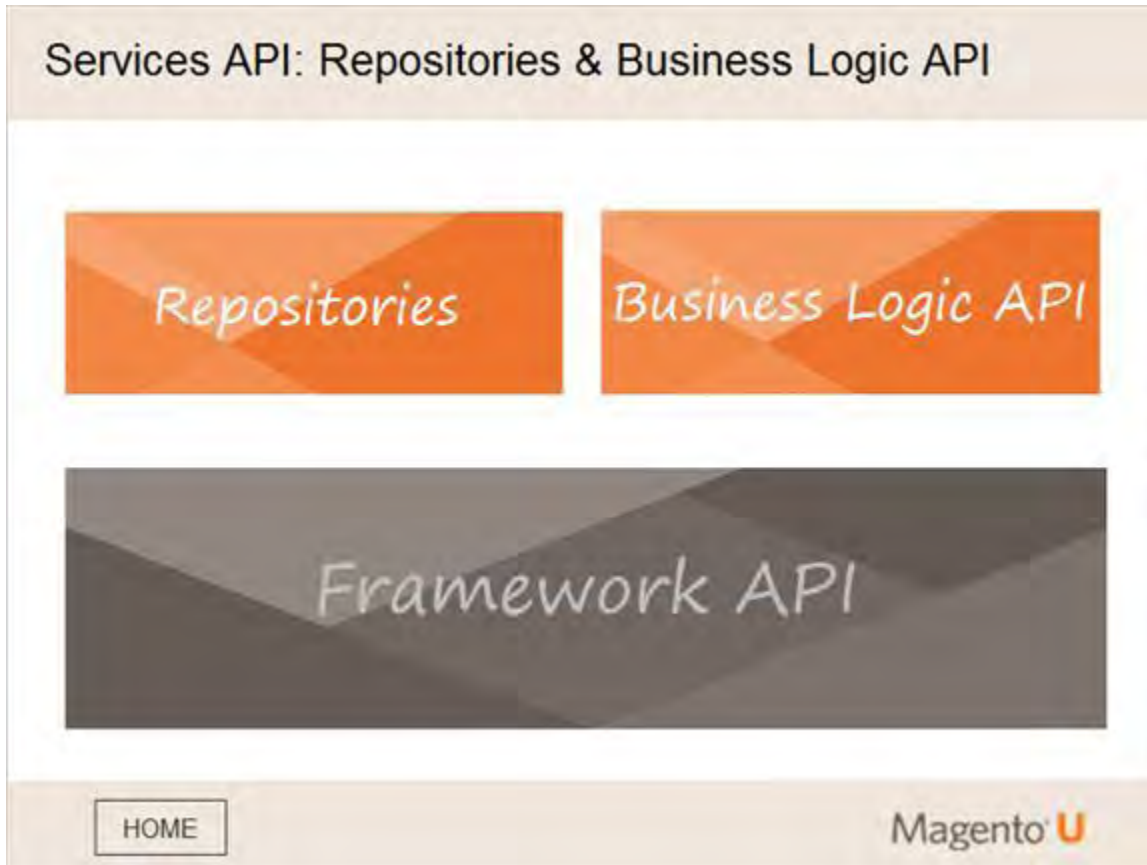 Services API: Repositories & Business Logic API
Repositories
Business Logic API
Framework API
HOME
Magento U